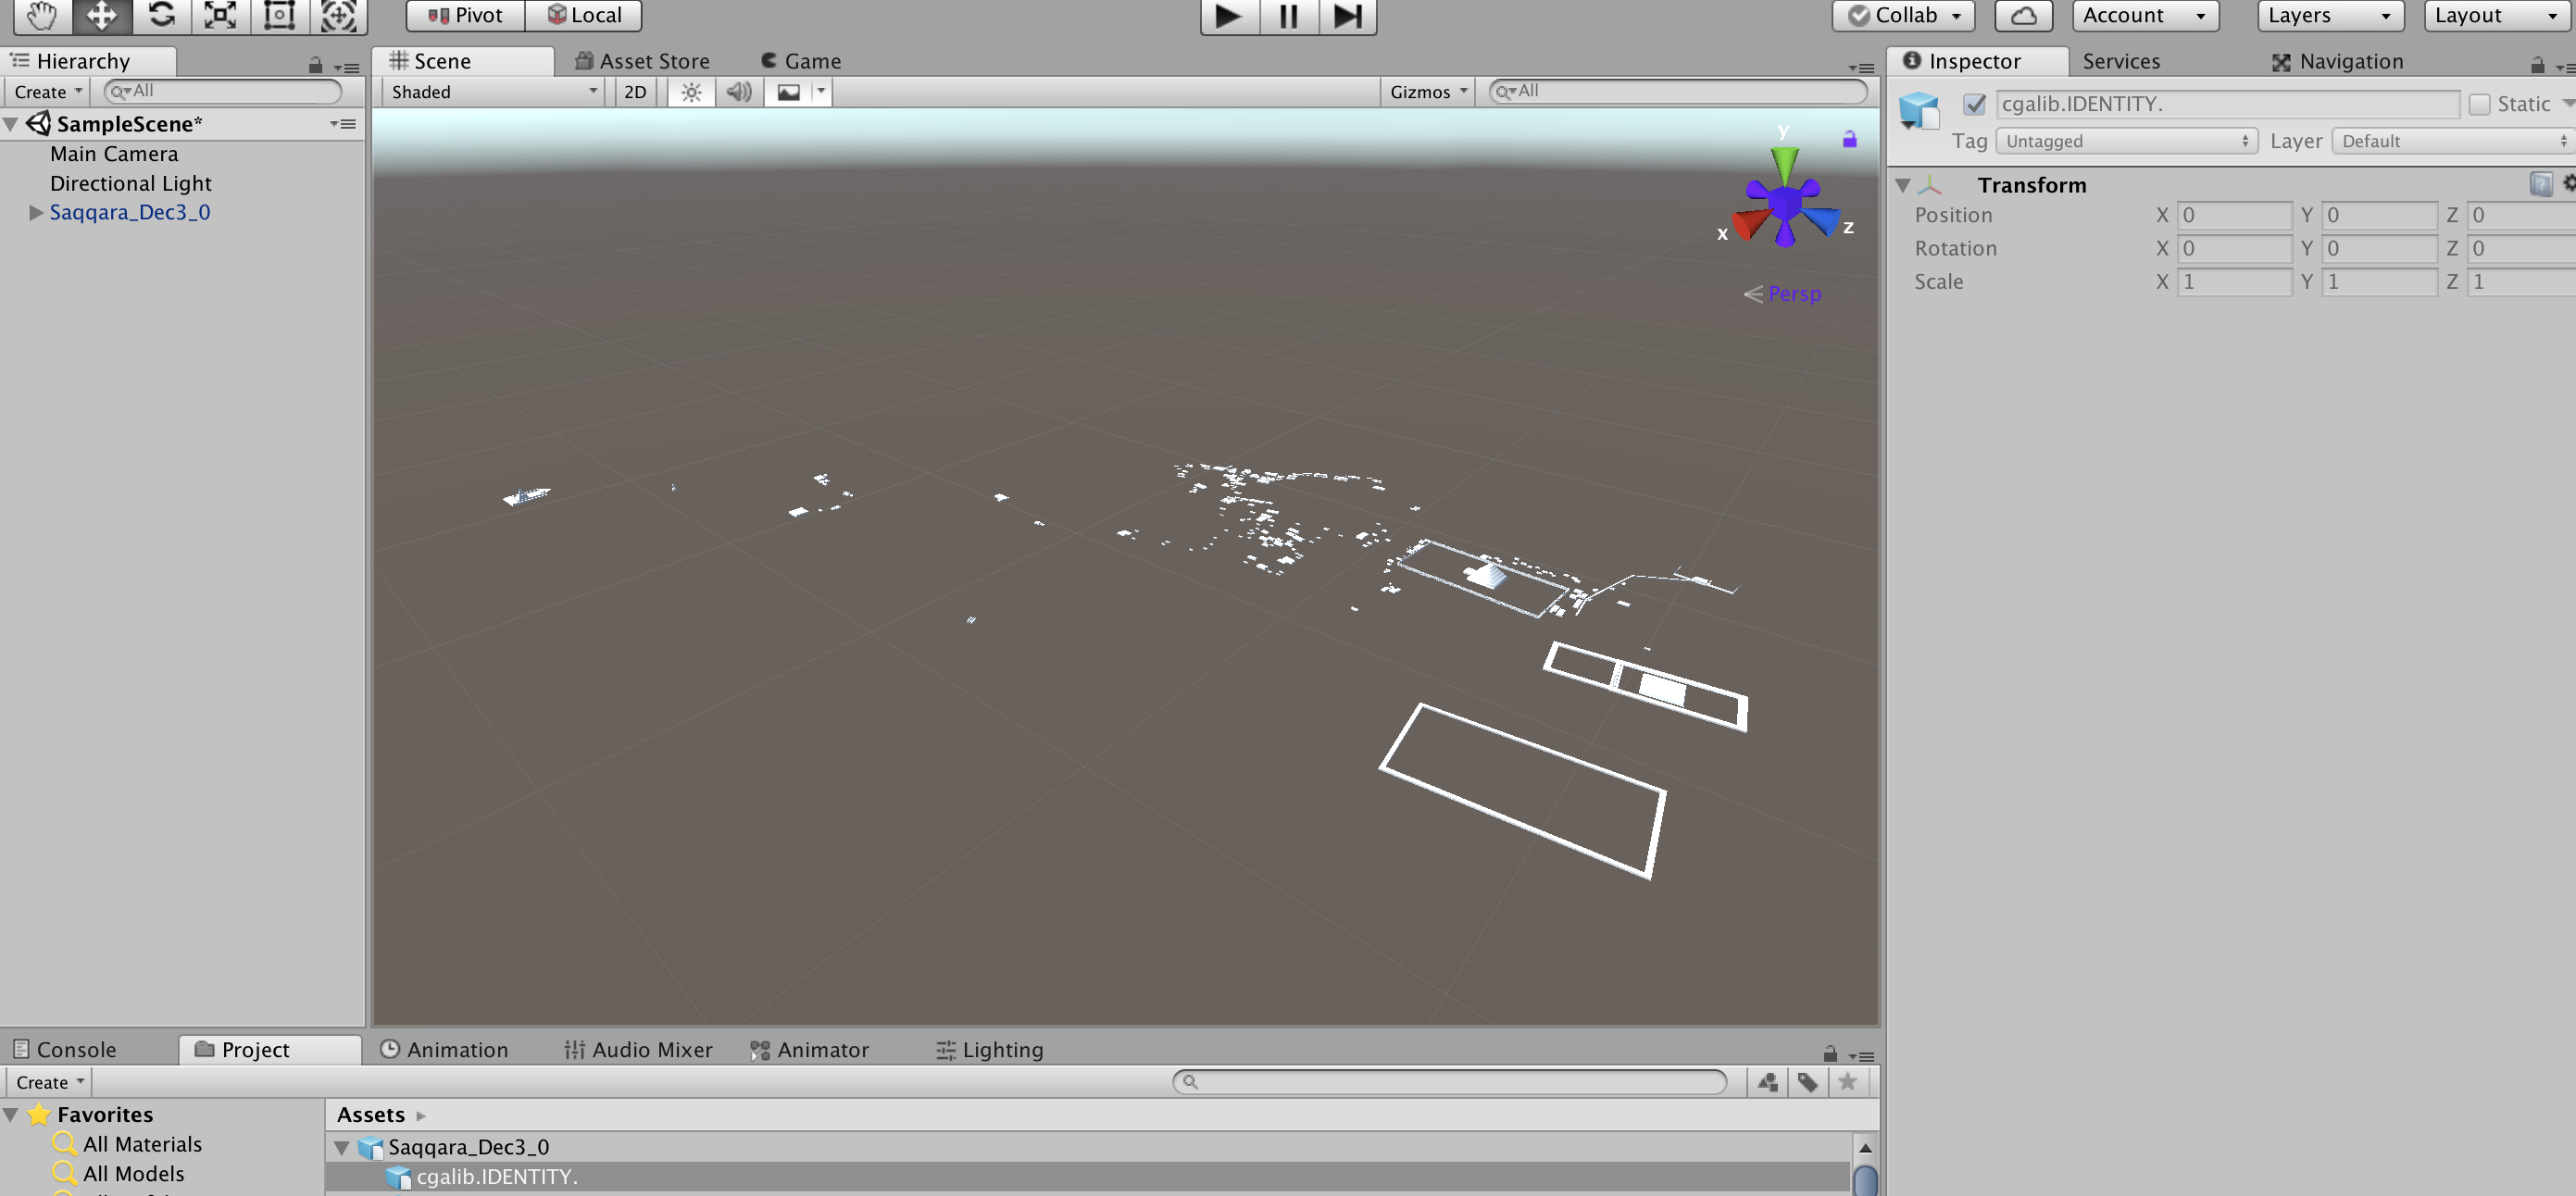 Pivot Local Collab Account Layers Layout
Hierarchy Scene Asset Store Game Inspector Services Navigation
Create All Shaded 2D Gizmos All
cgalib.IDENTITY. Static
SampleScene*
Tag Untagged Layer Default
Main Camera
Directional Light
Saqqara_Dec3_0
Transform
Position X 0 Y 0 Z 0
Rotation X 0 Y 0 Z 0
Scale X 1 Y 1 Z 1
y
x z
Persp
Console Project Animation Audio Mixer Animator Lighting
Create
Favorites Assets
All Materials Saqqara_Dec3_0
All Models cgalib.IDENTITY.